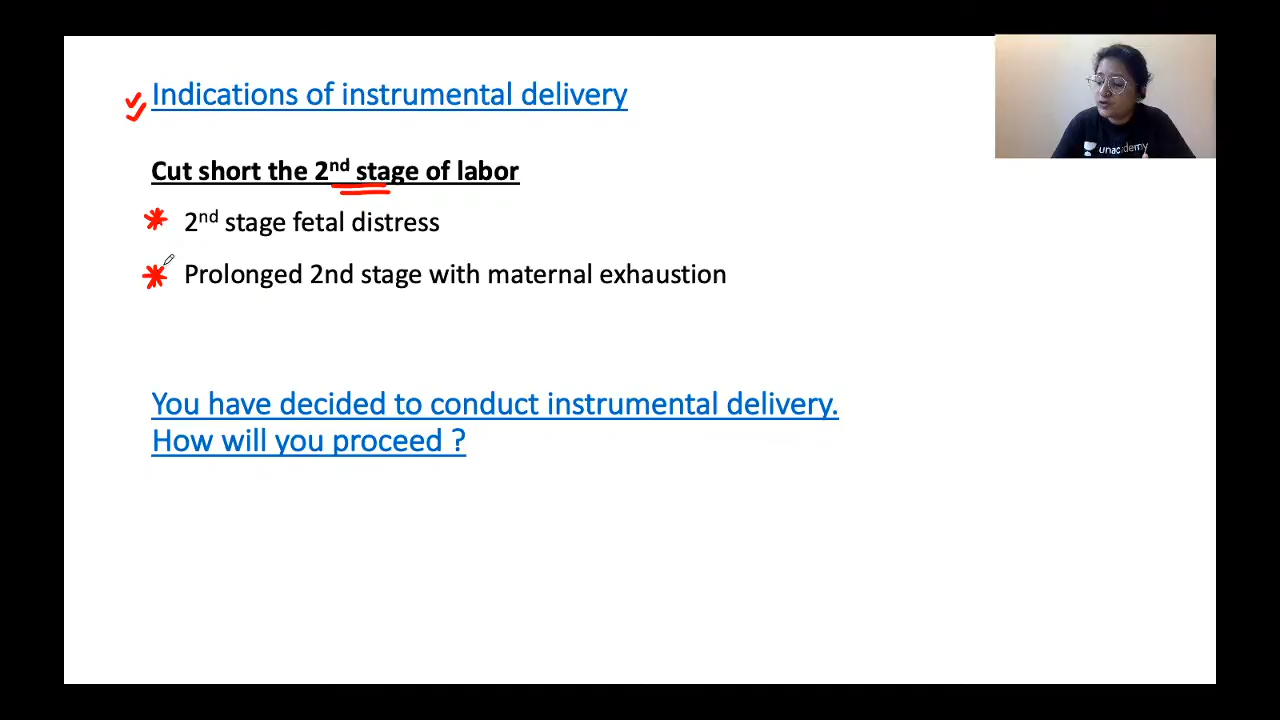 Indications of instrumental delivery
Cut short the 2nd stage of labor
2nd stage fetal distress
Prolonged 2nd stage with maternal exhaustion
You have decided to conduct instrumental delivery.
How will you proceed ?
unacademy